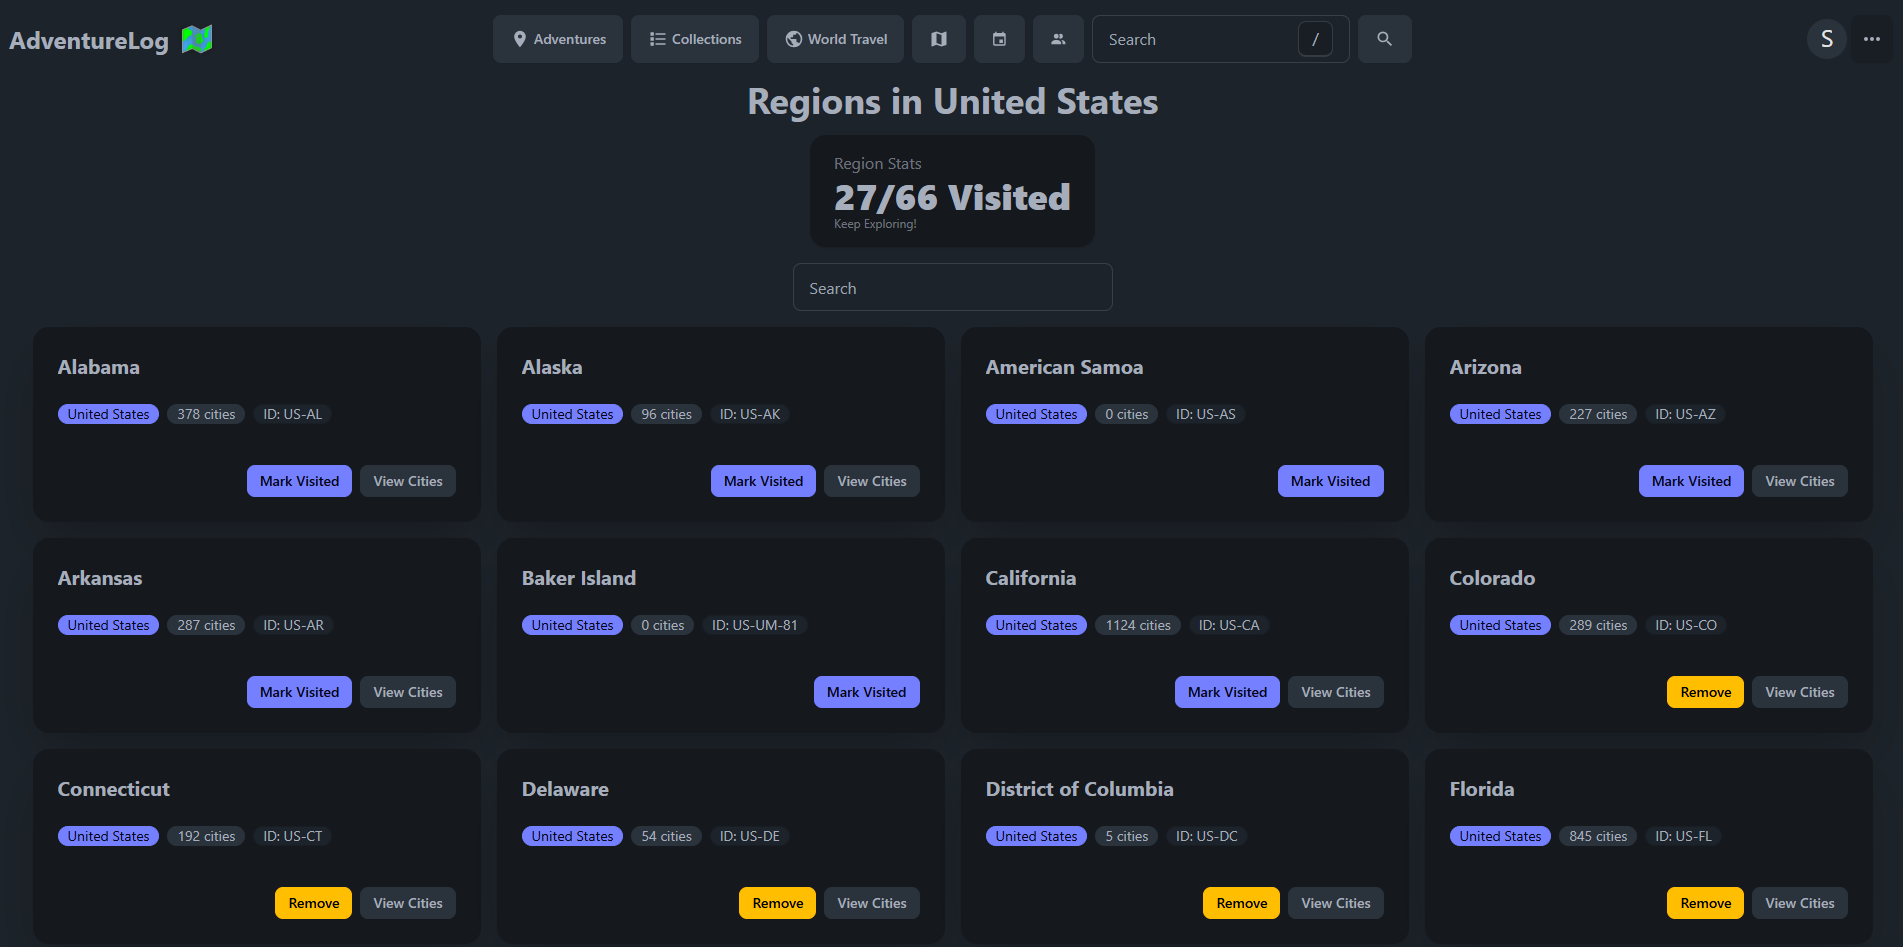 AdventureLog
Adventures
Collections
World Travel
Search
/
S
Regions in United States
Region Stats
27/66 Visited
Keep Exploring!
Search
Alabama
United States 378 cities ID: US-AL
Mark Visited View Cities
Alaska
United States 96 cities ID: US-AK
Mark Visited View Cities
American Samoa
United States 0 cities ID: US-AS
Mark Visited
Arizona
United States 227 cities ID: US-AZ
Mark Visited View Cities
Arkansas
United States 287 cities ID: US-AR
Mark Visited View Cities
Baker Island
United States 0 cities ID: US-UM-81
Mark Visited
California
United States 1124 cities ID: US-CA
Mark Visited View Cities
Colorado
United States 289 cities ID: US-CO
Remove View Cities
Connecticut
United States 192 cities ID: US-CT
Remove View Cities
Delaware
United States 54 cities ID: US-DE
Remove View Cities
District of Columbia
United States 5 cities ID: US-DC
Remove View Cities
Florida
United States 845 cities ID: US-FL
Remove View Cities